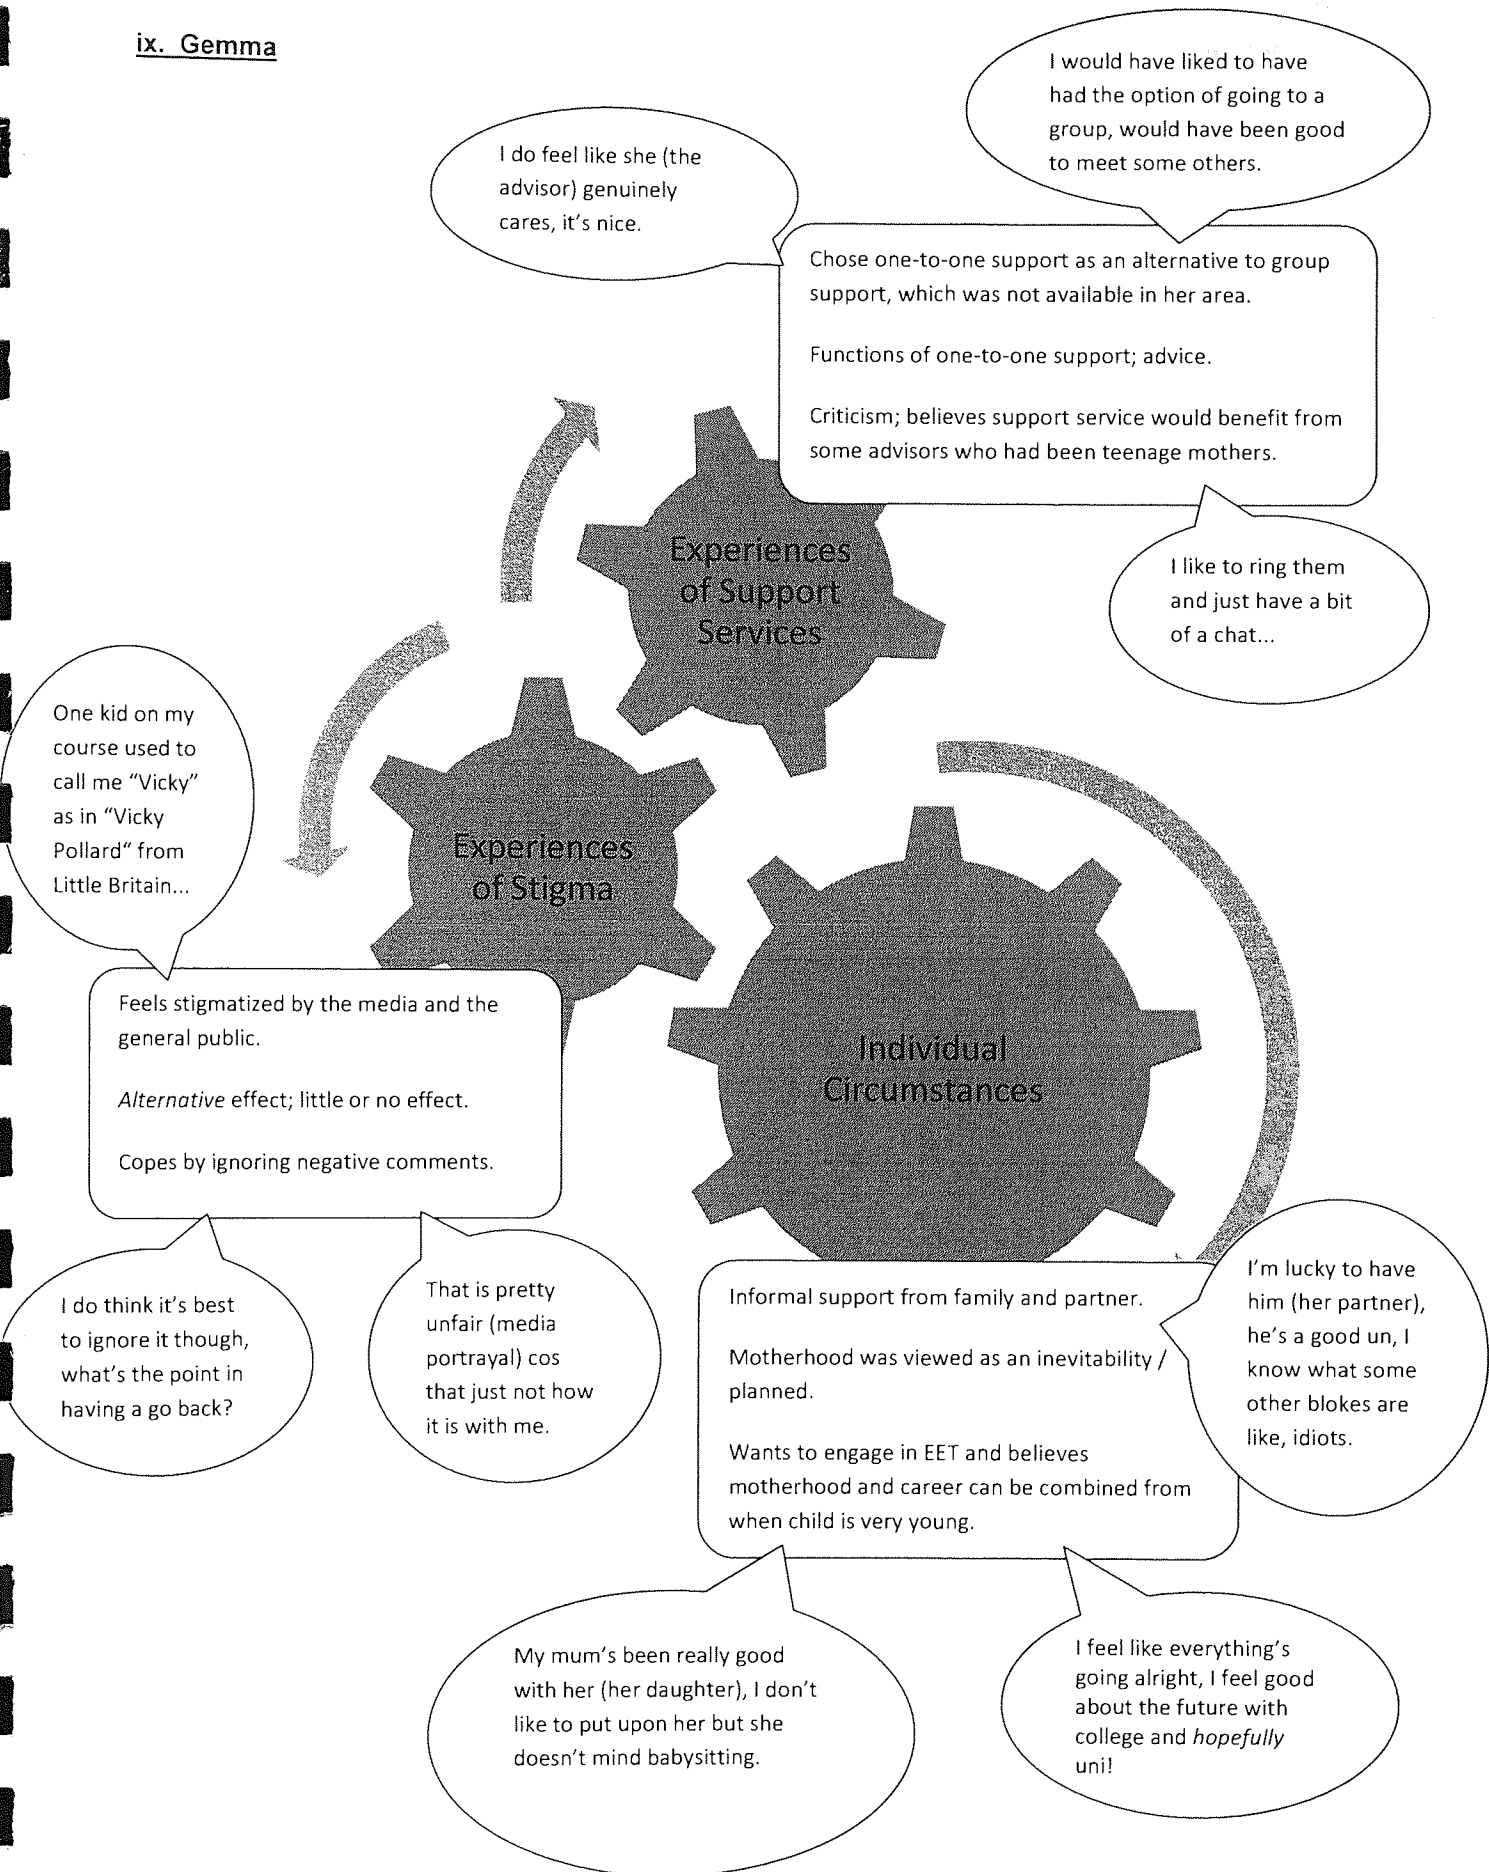 ix. Gemma
I would have liked to have
had the option of going to a
group, would have been good
to meet some others.
I do feel like she (the
advisor) genuinely
cares, it's nice.
Chose one-to-one support as an alternative to group
support, which was not available in her area.
Functions of one-to-one support; advice.
Criticism; believes support service would benefit from
some advisors who had been teenage mothers.
I like to ring them
and just have a bit
of a chat...
Experiences
of Support
Services
One kid on my
course used to
call me "Vicky"
as in "Vicky
Pollard" from
Little Britain...
Experiences
of Stigma
Feels stigmatized by the media and the
general public.
Alternative effect; little or no effect.
Copes by ignoring negative comments.
I do think it's best
to ignore it though,
what's the point in
having a go back?
That is pretty
unfair (media
portrayal) cos
that just not how
it is with me.
Individual
Circumstances
Informal support from family and partner.
Motherhood was viewed as an inevitability /
planned.
Wants to engage in EET and believes
motherhood and career can be combined from
when child is very young.
I'm lucky to have
him (her partner),
he's a good un, I
know what some
other blokes are
like, idiots.
My mum's been really good
with her (her daughter), I don't
like to put upon her but she
doesn't mind babysitting.
I feel like everything's
going alright, I feel good
about the future with
college and hopefully
uni!